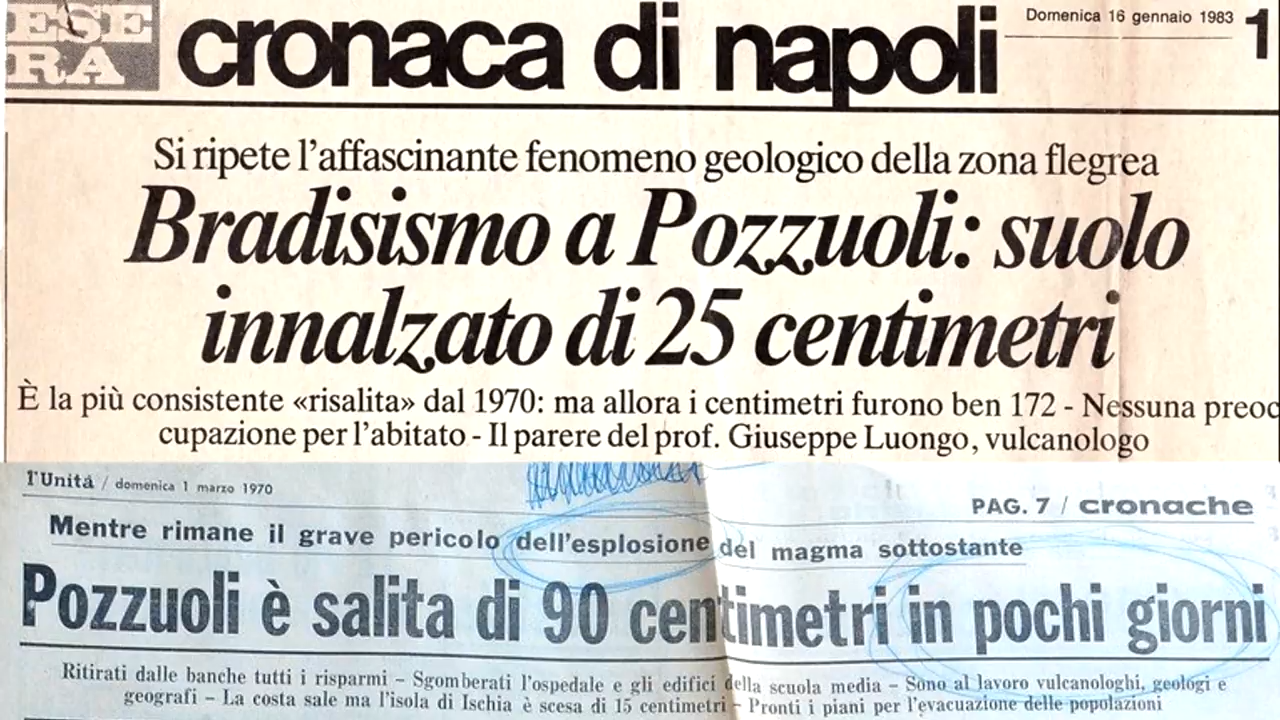 ESE
RA
cronaca di napoli
Domenica 16 gennaio 1983
1
Si ripete l'affascinante fenomeno geologico della zona flegrea
Bradisismo a Pozzuoli: suolo
innalzato di 25 centimetri
È la più consistente «risalita» dal 1970: ma allora i centimetri furono ben 172 - Nessuna preoc
cupazione per l'abitato - Il parere del prof. Giuseppe Luongo, vulcanologo
l'Unità / domenica 1 marzo 1970
PAG. 7 / cronache
Mentre rimane il grave pericolo dell'esplosione del magma sottostante
Pozzuoli è salita di 90 centimetri in pochi giorni
Ritirati dalle banche tutti i risparmi – Sgomberati l'ospedale e gli edifici della scuola media – Sono al lavoro vulcanologhi, geologi e
geografi – La costa sale ma l'isola di Ischia è scesa di 15 centimetri – Pronti i piani per l'evacuazione delle popolazioni